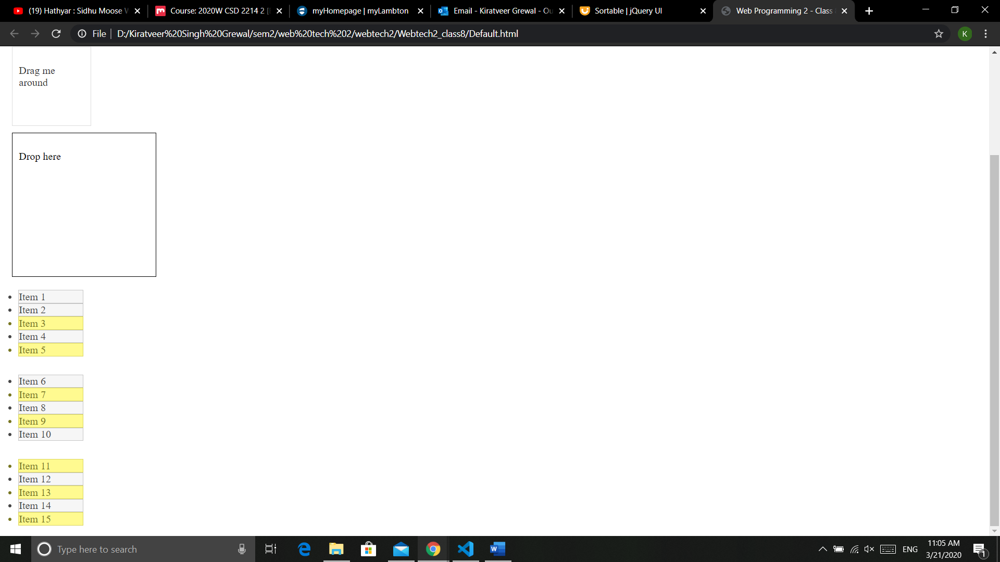 (19) Hathyar : Sidhu Moose W
Course: 2020W CSD 2214 2 [
myHomepage | myLambton
Email - Kiratveer Grewal - Ou
Sortable | jQuery UI
Web Programming 2 - Class
File
D:/Kiratveer%20Singh%20Grewal/sem2/web%20tech%202/webtech2/Webtech2_class8/Default.html
K
Drag me
around
Drop here
Item 1
Item 2
Item 3
Item 4
Item 5
Item 6
Item 7
Item 8
Item 9
Item 10
Item 11
Item 12
Item 13
Item 14
Item 15
Type here to search
ENG
11:05 AM
3/21/2020
1